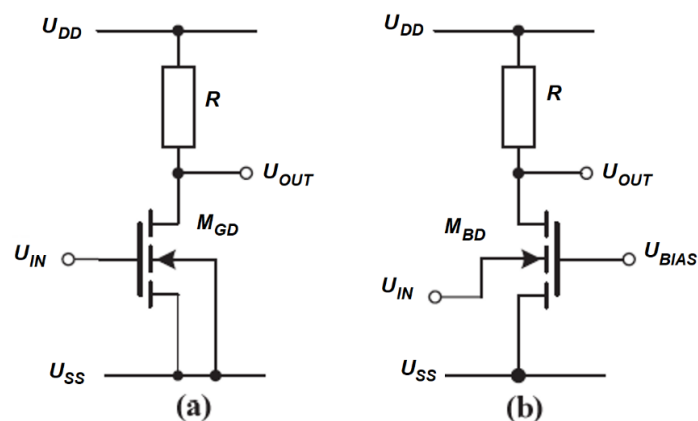 U_DD
R
U_OUT
M_GD
U_IN
U_SS
(a)
U_DD
R
U_OUT
M_BD
U_BIAS
U_IN
U_SS
(b)